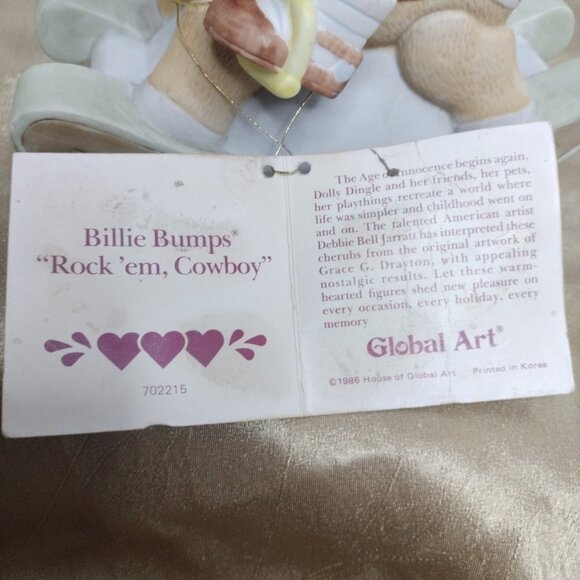 Billie Bumps®
"Rock 'em, Cowboy"
702215
The Age of Innocence begins again.
Dolly Dingle and her friends, her pets,
her playthings recreate a world where
life was simpler and childhood went on
and on. The talented American artist
Debbie Bell Jarratt has interpreted these
cherubs from the original artwork of
Grace G. Drayton, with appealing
nostalgic results. Let these warm-
hearted figures shed new pleasure on
every occasion, every holiday, every
memory
Global Art®
©1986 House of Global Art Printed in Korea